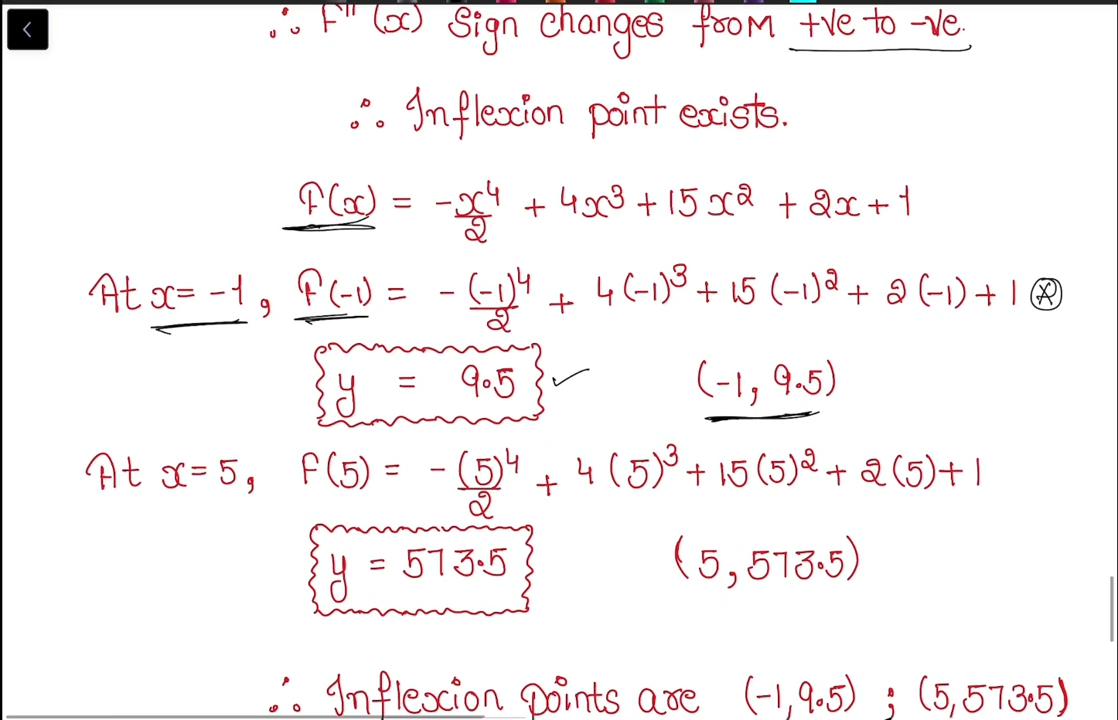 ∴ F"(x) Sign changes from +ve to -ve.
∴ Inflexion point exists.
F(x) = -x⁴/2 + 4x³ + 15x² + 2x + 1
At x = -1, F(-1) = -(-1)⁴/2 + 4(-1)³ + 15(-1)² + 2(-1) + 1
y = 9.5 ✓ (-1, 9.5)
At x = 5, F(5) = -(5)⁴/2 + 4(5)³ + 15(5)² + 2(5) + 1
y = 573.5 (5, 573.5)
∴ Inflexion points are (-1, 9.5) ; (5, 573.5)